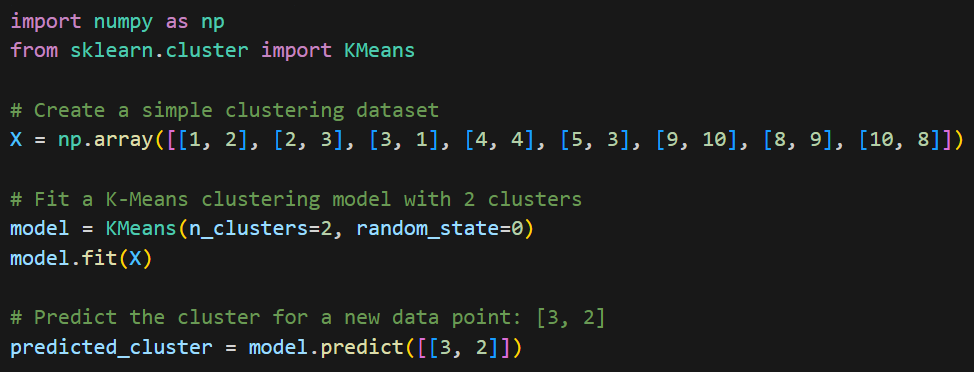 import numpy as np
from sklearn.cluster import KMeans
# Create a simple clustering dataset
X = np.array([[1, 2], [2, 3], [3, 1], [4, 4], [5, 3], [9, 10], [8, 9], [10, 8]])
# Fit a K-Means clustering model with 2 clusters
model = KMeans(n_clusters=2, random_state=0)
model.fit(X)
# Predict the cluster for a new data point: [3, 2]
predicted_cluster = model.predict([[3, 2]])